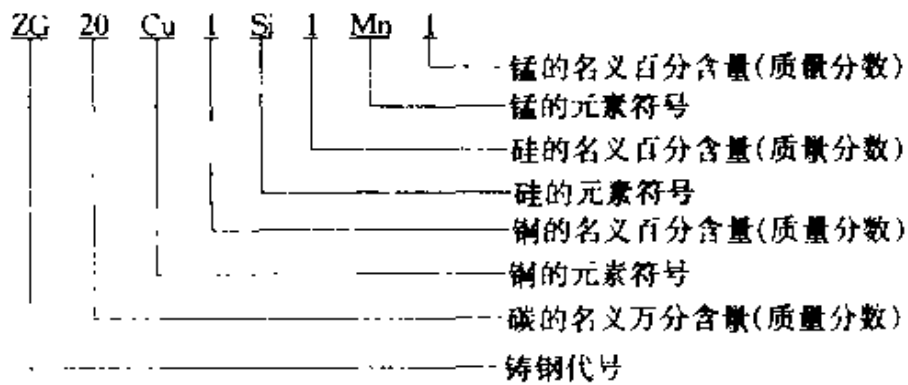 ZG 20 Cu 1 Si 1 Mn 1
锰的名义百分含量(质量分数)
锰的元素符号
硅的名义百分含量(质量分数)
硅的元素符号
铜的名义百分含量(质量分数)
铜的元素符号
碳的名义万分含量(质量分数)
铸钢代号